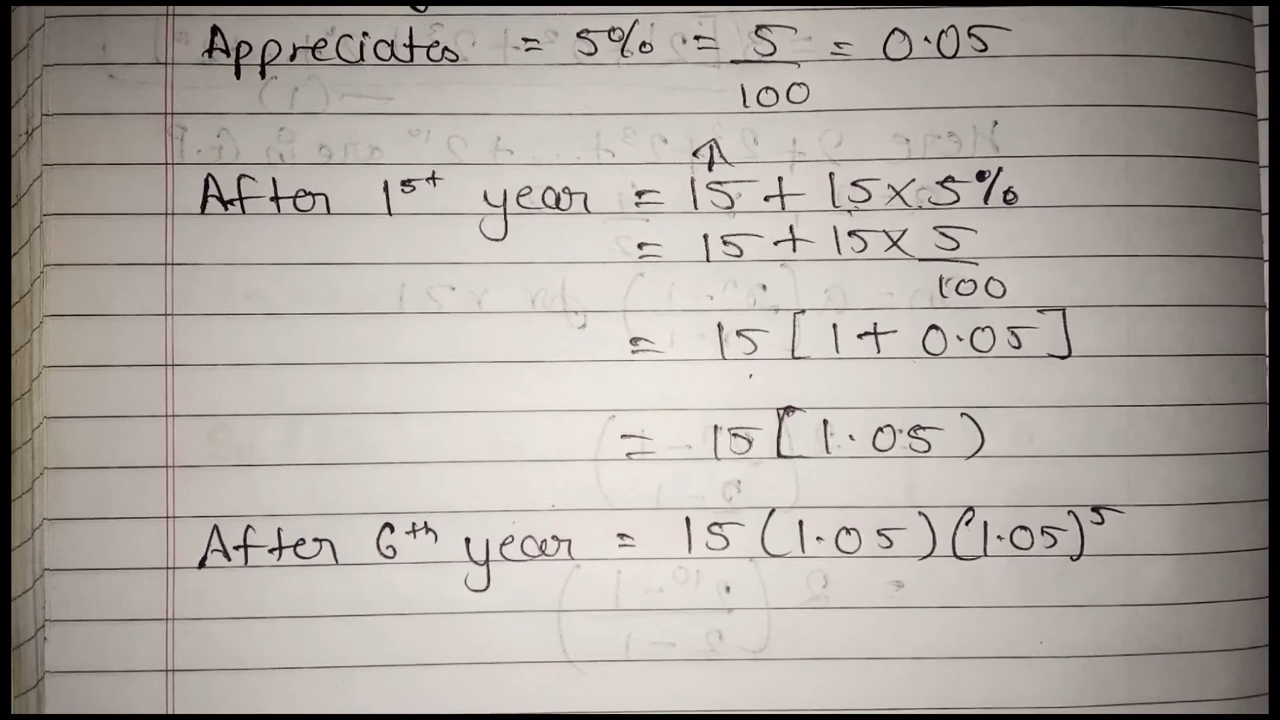 Appreciates = 5% = 5/100 = 0.05
After 1st year = 15 + 15 × 5%
= 15 + 15 × 5/100
= 15 [1 + 0.05]
= 15 [1.05)
After 6th year = 15 (1.05) (1.05)^5